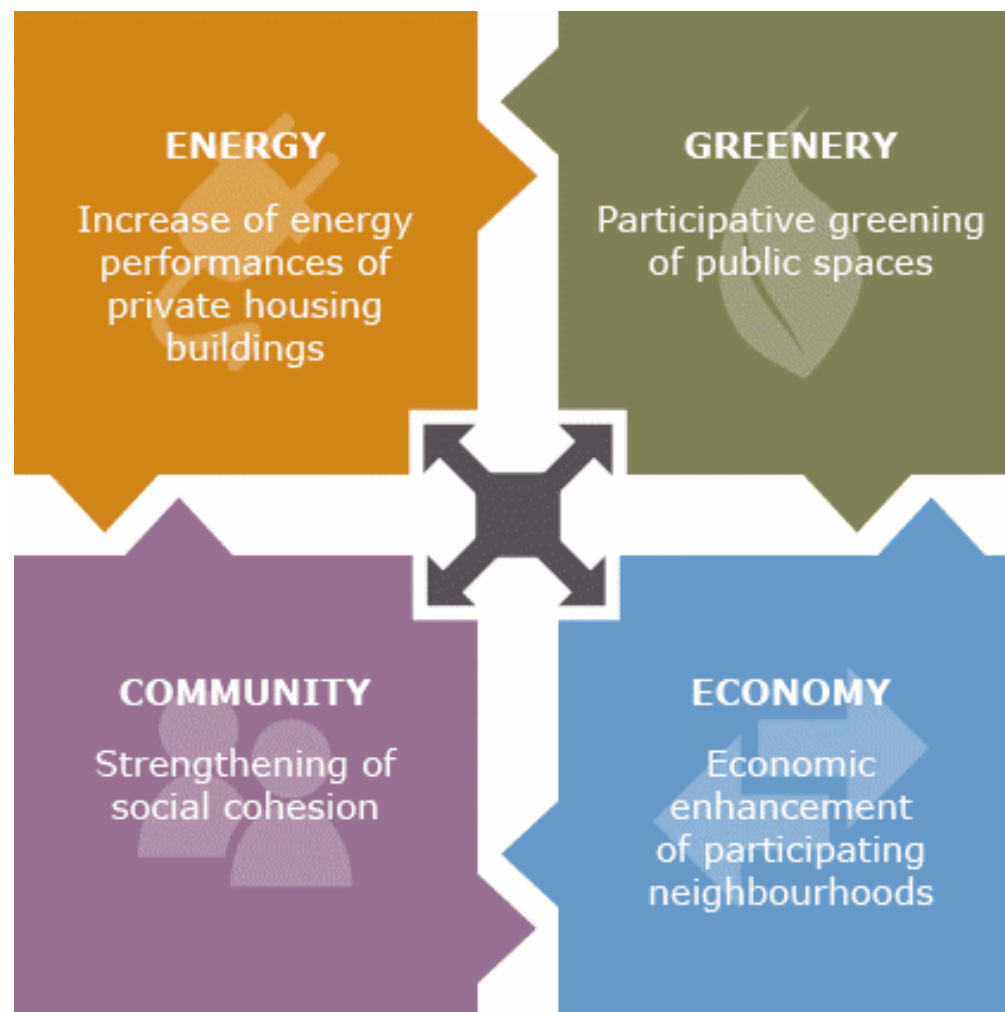 ENERGY
Increase of energy
performances of
private housing
buildings
GREENERY
Participative greening
of public spaces
COMMUNITY
Strengthening of
social cohesion
ECONOMY
Economic
enhancement
of participating
neighbourhoods